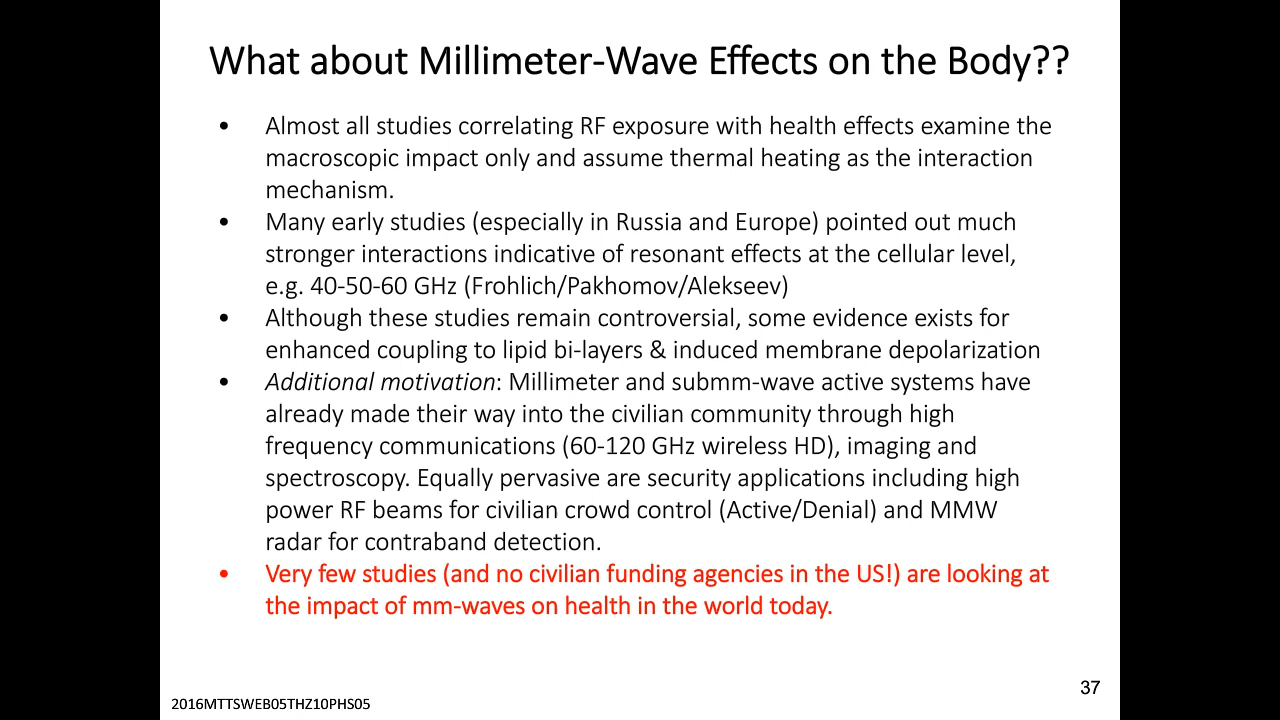 What about Millimeter-Wave Effects on the Body??
• Almost all studies correlating RF exposure with health effects examine the
macroscopic impact only and assume thermal heating as the interaction
mechanism.
• Many early studies (especially in Russia and Europe) pointed out much
stronger interactions indicative of resonant effects at the cellular level,
e.g. 40-50-60 GHz (Frohlich/Pakhomov/Alekseev)
• Although these studies remain controversial, some evidence exists for
enhanced coupling to lipid bi-layers & induced membrane depolarization
• Additional motivation: Millimeter and submm-wave active systems have
already made their way into the civilian community through high
frequency communications (60-120 GHz wireless HD), imaging and
spectroscopy. Equally pervasive are security applications including high
power RF beams for civilian crowd control (Active/Denial) and MMW
radar for contraband detection.
• Very few studies (and no civilian funding agencies in the US!) are looking at
the impact of mm-waves on health in the world today.
37
2016MTTSWEB05THZ10PHS05